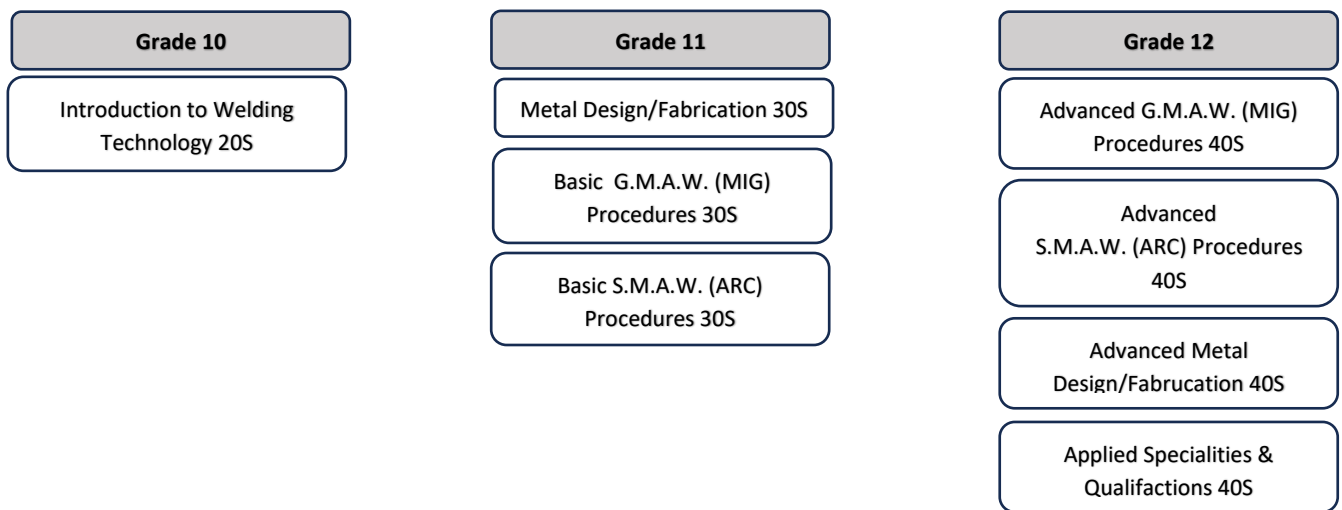 Grade 10
Introduction to Welding
Technology 20S
Grade 11
Metal Design/Fabrication 30S
Basic G.M.A.W. (MIG)
Procedures 30S
Basic S.M.A.W. (ARC)
Procedures 30S
Grade 12
Advanced G.M.A.W. (MIG)
Procedures 40S
Advanced
S.M.A.W. (ARC) Procedures
40S
Advanced Metal
Design/Fabrucation 40S
Applied Specialities &
Qualifactions 40S